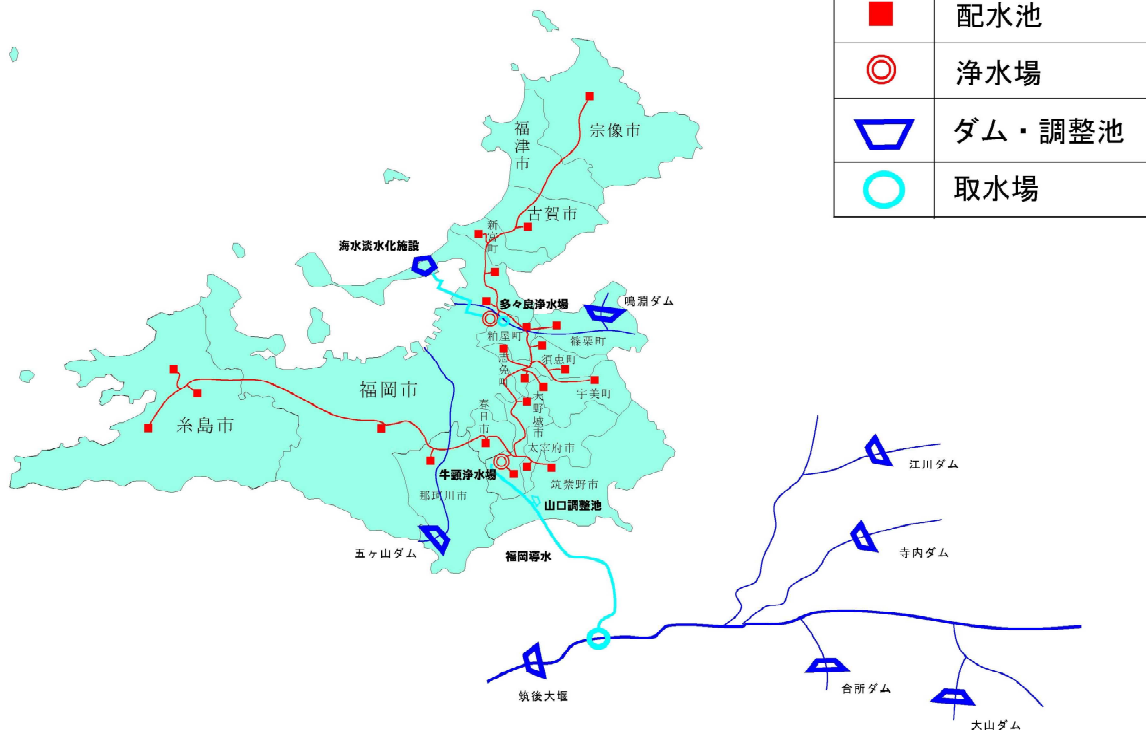 配水池
浄水場
ダム・調整池
取水場
宗像市
福津市
古賀市
新宮町
海水淡水化施設
多々良浄水場
鳴淵ダム
粕屋町
篠栗町
志免町
須恵町
宇美町
福岡市
糸島市
春日市
大野城市
太宰府市
牛頸浄水場
筑紫野市
那珂川市
山口調整池
五ヶ山ダム
福岡導水
江川ダム
寺内ダム
筑後大堰
合所ダム
大山ダム